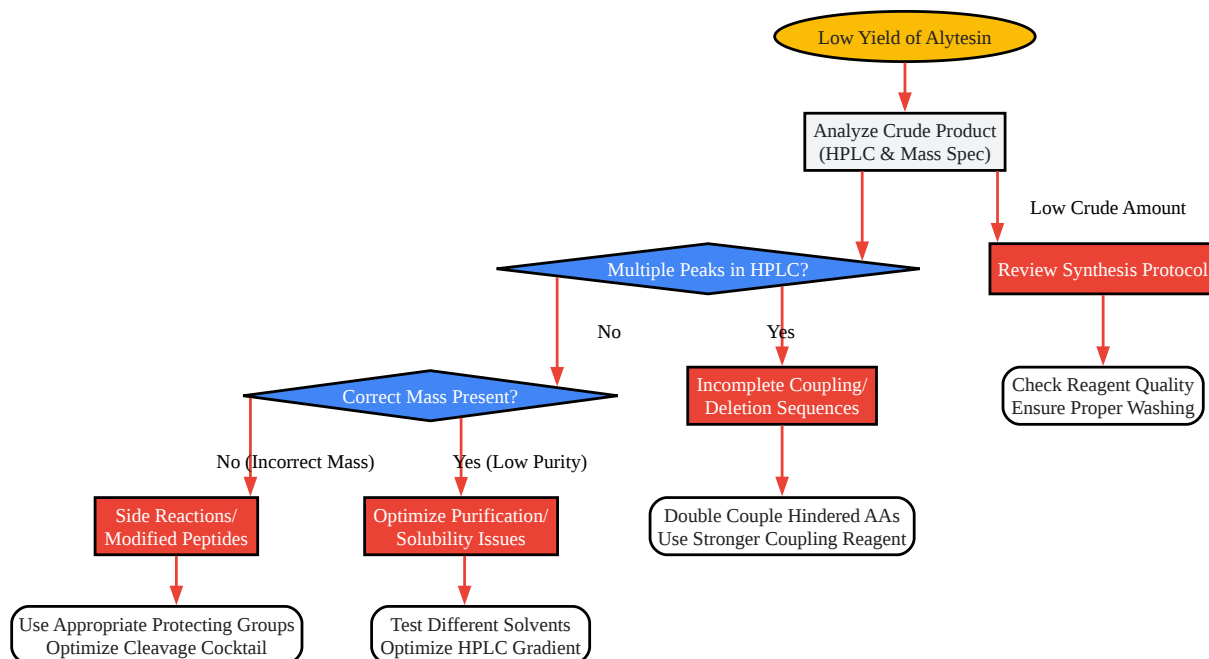 Low Yield of Alytesin
Analyze Crude Product
(HPLC & Mass Spec)
Low Crude Amount
Multiple Peaks in HPLC?
Review Synthesis Protocol
No
Yes
Correct Mass Present?
Incomplete Coupling/
Deletion Sequences
Check Reagent Quality
Ensure Proper Washing
No (Incorrect Mass)
Yes (Low Purity)
Side Reactions/
Modified Peptides
Optimize Purification/
Solubility Issues
Double Couple Hindered AAs
Use Stronger Coupling Reagent
Use Appropriate Protecting Groups
Optimize Cleavage Cocktail
Test Different Solvents
Optimize HPLC Gradient